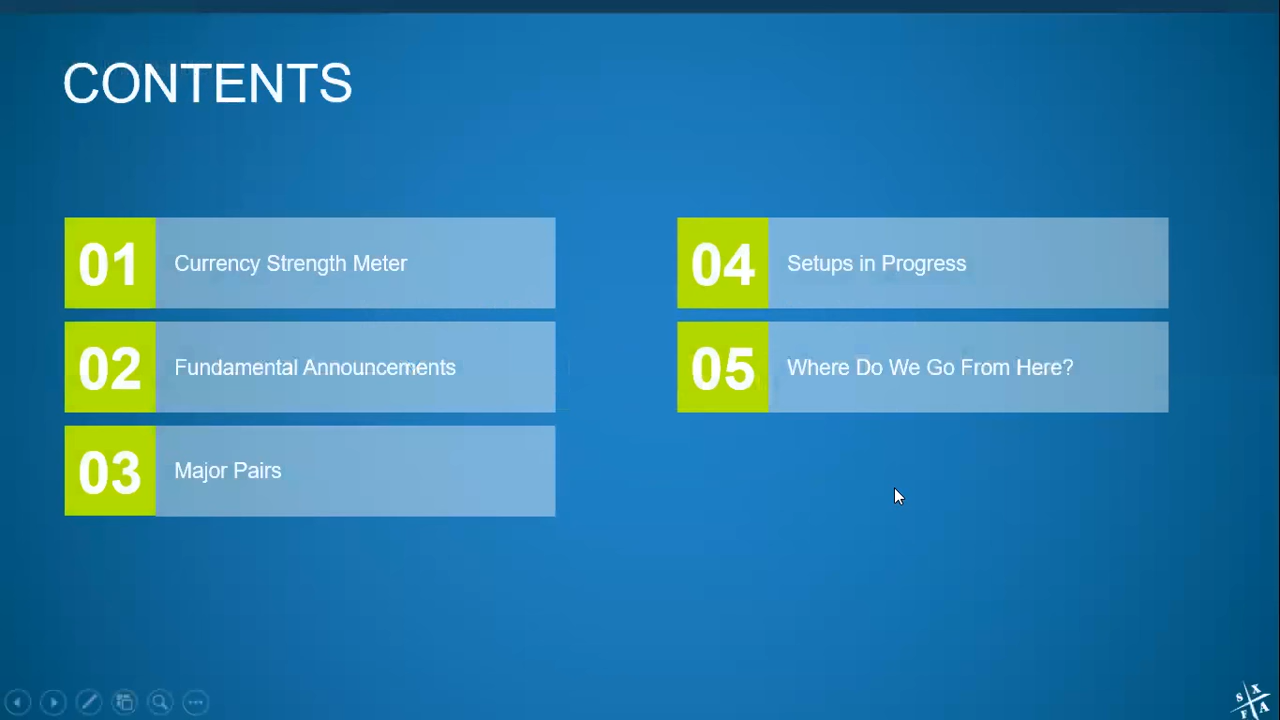 CONTENTS
01 Currency Strength Meter
02 Fundamental Announcements
03 Major Pairs
04 Setups in Progress
05 Where Do We Go From Here?
S X
F A